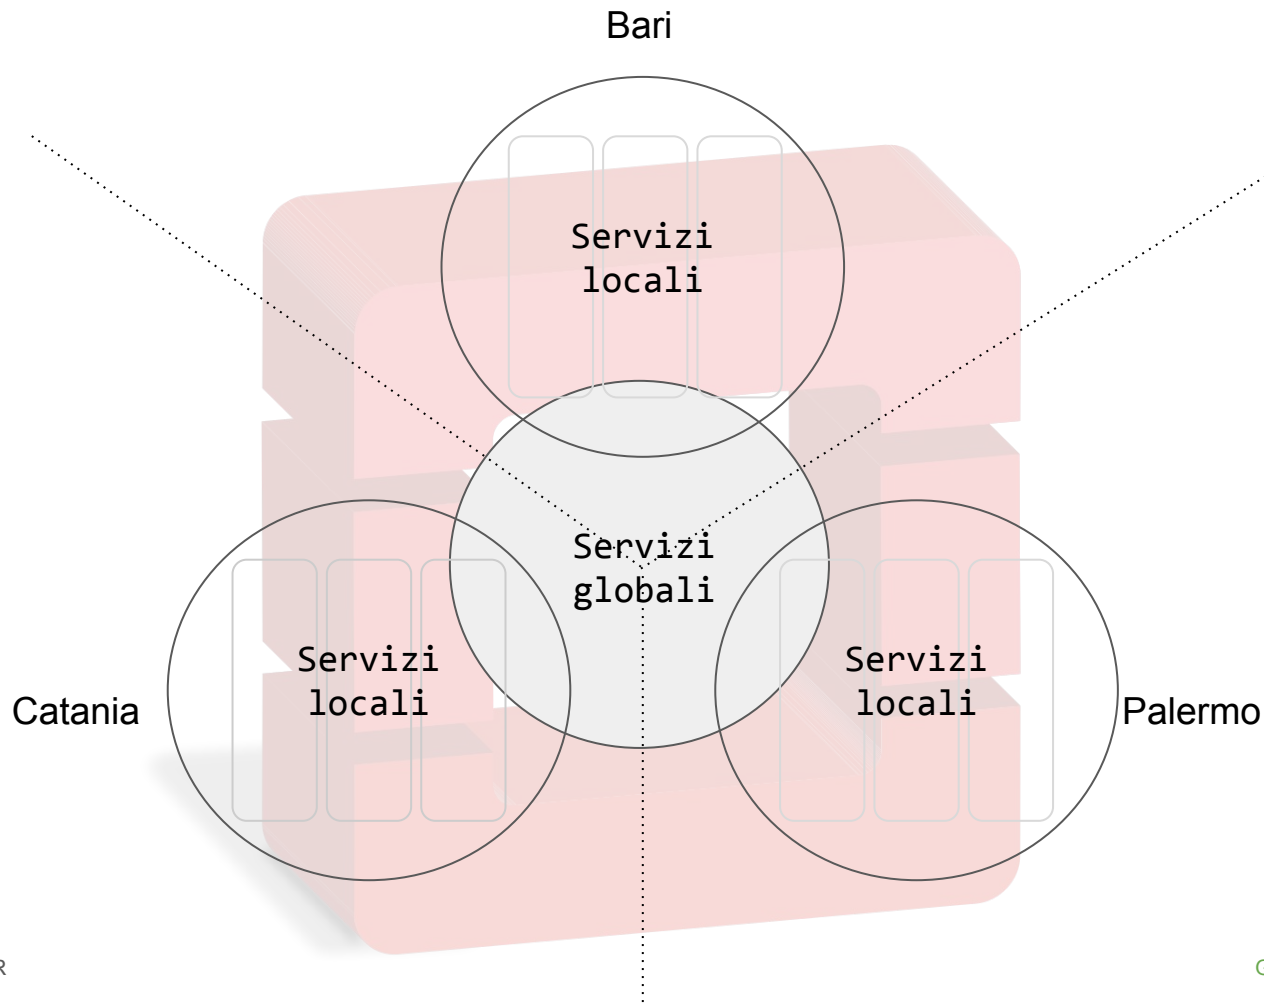 Bari
Servizi
locali
Servizi
globali
Servizi
locali
Servizi
locali
Catania
Palermo
R
G